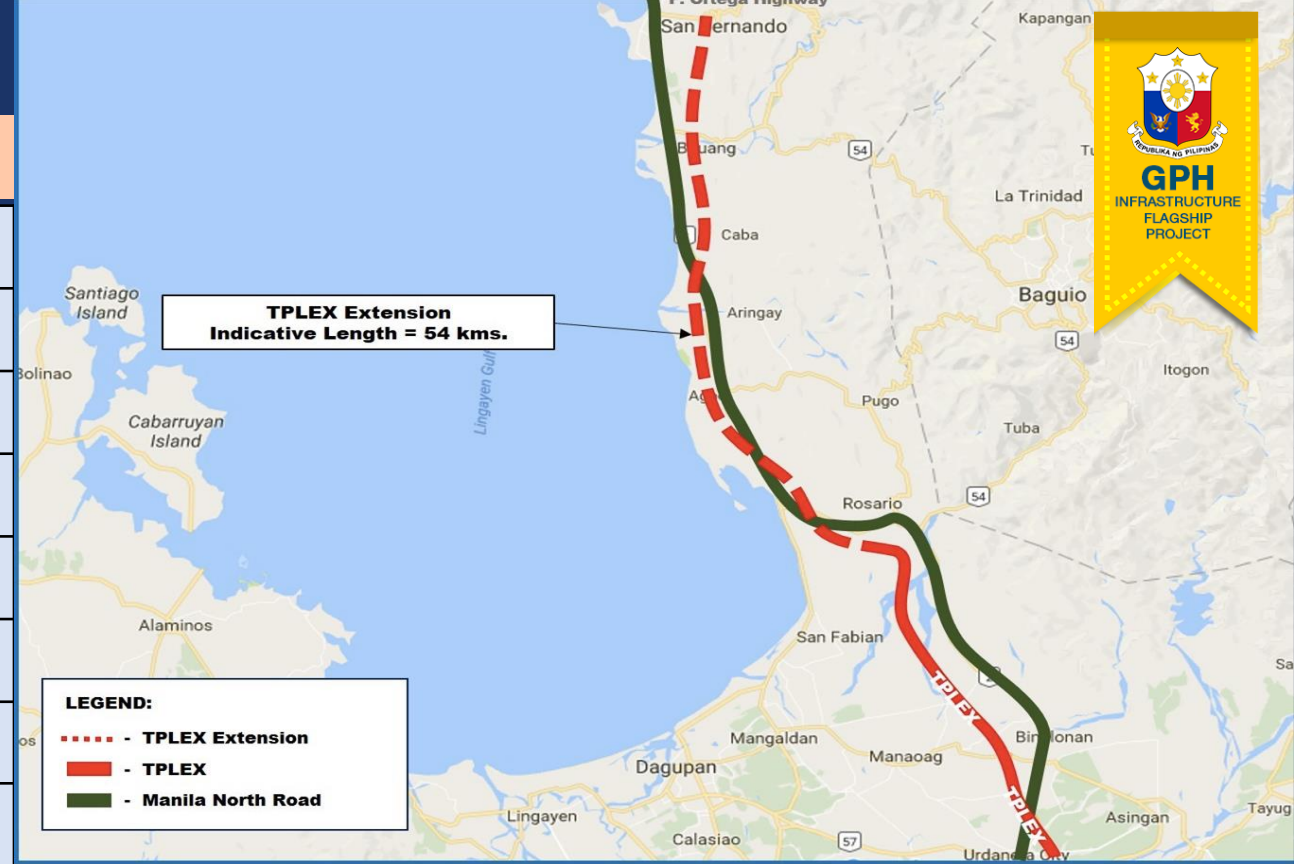 San Fernando
Kapangan
REPUBLIKA NG PILIPINAS
GPH
INFRASTRUCTURE
FLAGSHIP
PROJECT
54
La Trinidad
Caba
Baguio
Santiago
Island
TPLEX Extension
Indicative Length = 54 kms.
Aringay
54
Bolinao
Lingayen Gulf
Itogon
Pugo
Cabarruyan
Island
Tuba
54
Rosario
Alaminos
San Fabian
TPLEX
LEGEND:
- TPLEX Extension
- TPLEX
- Manila North Road
Mangaldan
Manaoag
Dagupan
TPLEX
Lingayen
Asingan
Tayug
Calasiao
57